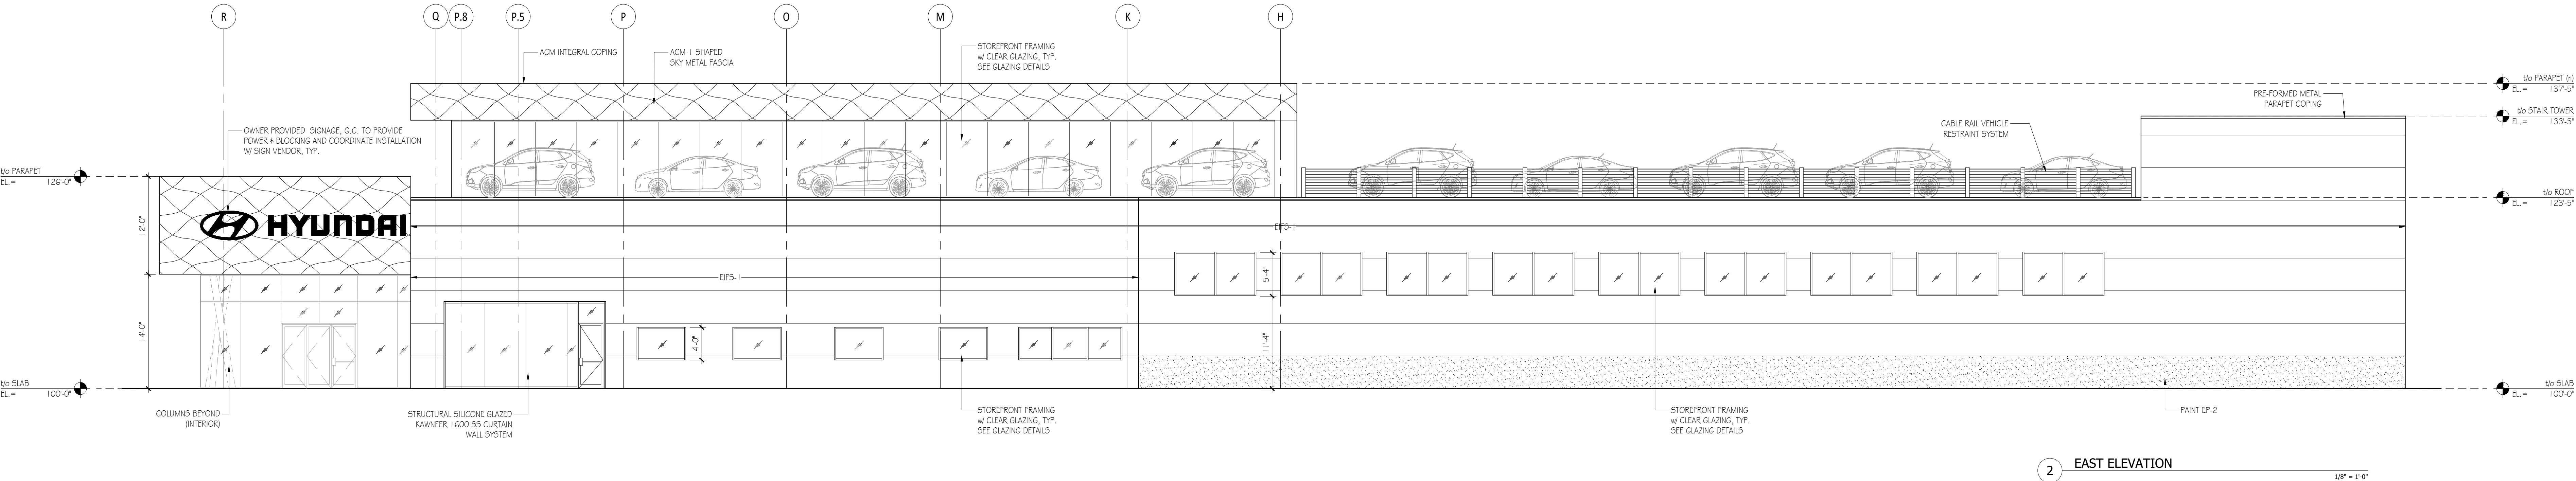 R
Q
P.8
P.5
P
O
M
K
H
ACM INTEGRAL COPING
ACM-1 SHAPED
SKY METAL FASCIA
STOREFRONT FRAMING
w/ CLEAR GLAZING, TYP.
SEE GLAZING DETAILS
t/o PARAPET (n)
EL.= 137'-5"
PRE-FORMED METAL
PARAPET COPING
t/o STAIR TOWER
EL.= 133'-5"
CABLE RAIL VEHICLE
RESTRAINT SYSTEM
OWNER PROVIDED SIGNAGE, G.C. TO PROVIDE
POWER & BLOCKING AND COORDINATE INSTALLATION
W/ SIGN VENDOR, TYP.
t/o PARAPET
EL.= 126'-0"
t/o ROOF
EL.= 123'-5"
12'-0"
HYUNDAI
EIFS-1
EIFS-1
5'-4"
14'-0"
4'-0"
11'-4"
t/o SLAB
EL.= 100'-0"
t/o SLAB
EL.= 100'-0"
COLUMNS BEYOND
(INTERIOR)
STRUCTURAL SILICONE GLAZED
KAWNEER 1600 SS CURTAIN
WALL SYSTEM
STOREFRONT FRAMING
w/ CLEAR GLAZING, TYP.
SEE GLAZING DETAILS
STOREFRONT FRAMING
w/ CLEAR GLAZING, TYP.
SEE GLAZING DETAILS
PAINT EP-2
2 EAST ELEVATION
1/8" = 1'-0"